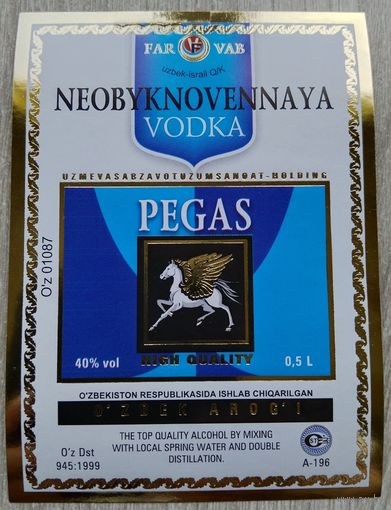 FAR VAB
uzbek-israil Q/K
NEOBYKNOVENNAYA
VODKA
UZMEVASABZAVOTUZUMSANOAT-HOLDING
PEGAS
O'z 01087
40% vol
HIGH QUALITY
0,5 L
O'ZBEKISTON RESPUBLIKASIDA ISHLAB CHIQARILGAN
O'ZBEK AROG'I
THE TOP QUALITY ALCOHOL BY MIXING
WITH LOCAL SPRING WATER AND DOUBLE
DISTILLATION.
O'z Dst
945:1999
A-196